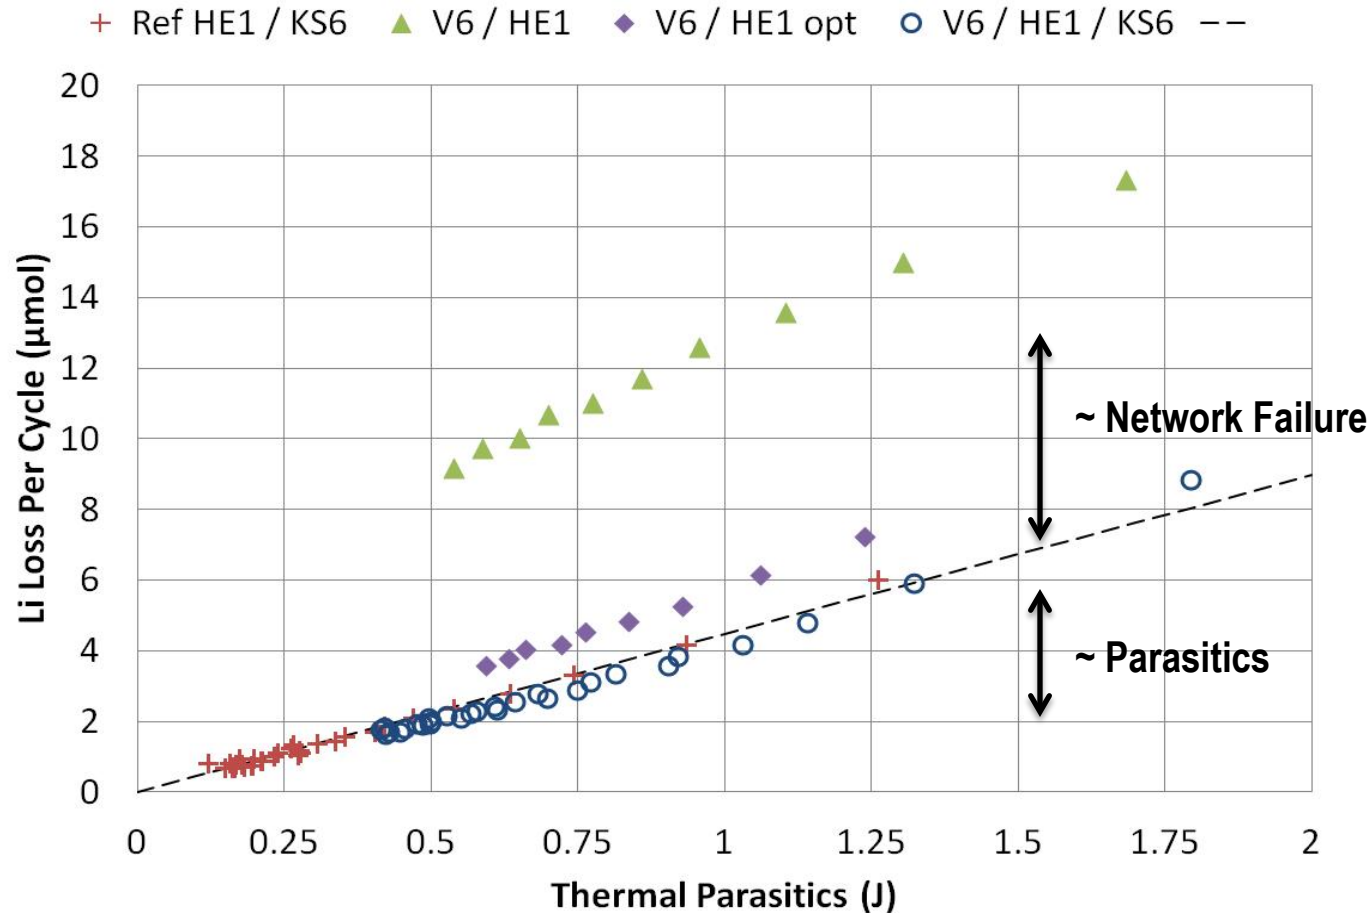 Ref HE1 / KS6 V6 / HE1 V6 / HE1 opt V6 / HE1 / KS6
20
18
16
14
12
10
8
6
4
2
0
Li Loss Per Cycle (µmol)
~ Network Failure
~ Parasitics
0 0.25 0.5 0.75 1 1.25 1.5 1.75 2
Thermal Parasitics (J)